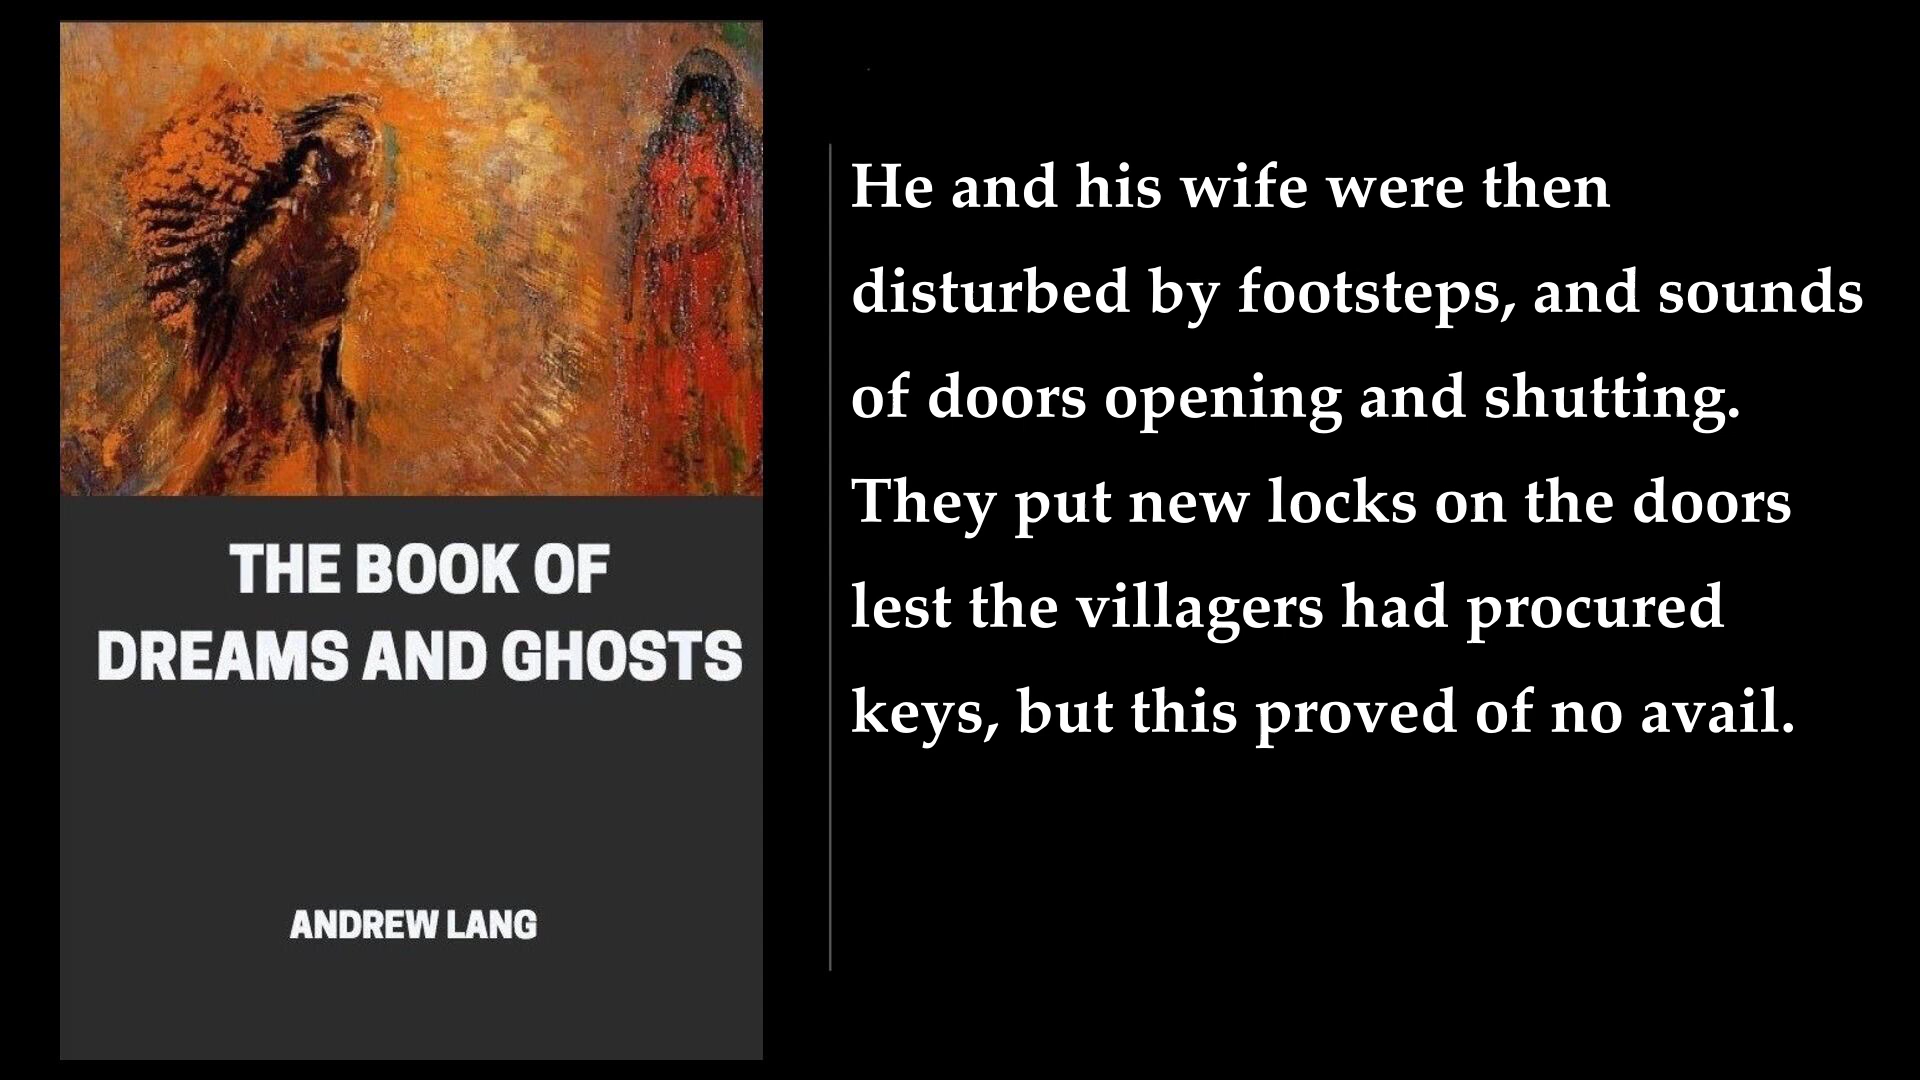 THE BOOK OF
DREAMS AND GHOSTS
ANDREW LANG
He and his wife were then
disturbed by footsteps, and sounds
of doors opening and shutting.
They put new locks on the doors
lest the villagers had procured
keys, but this proved of no avail.